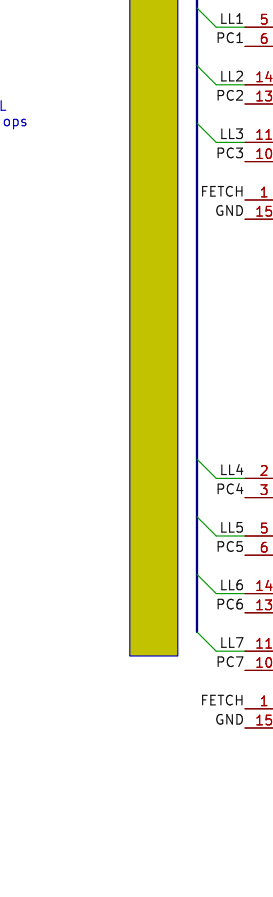 LL1 5
PC1 6
LL2 14
PC2 13
L
ops
LL3 11
PC3 10
FETCH 1
GND 15
LL4 2
PC4 3
LL5 5
PC5 6
LL6 14
PC6 13
LL7 11
PC7 10
FETCH 1
GND 15